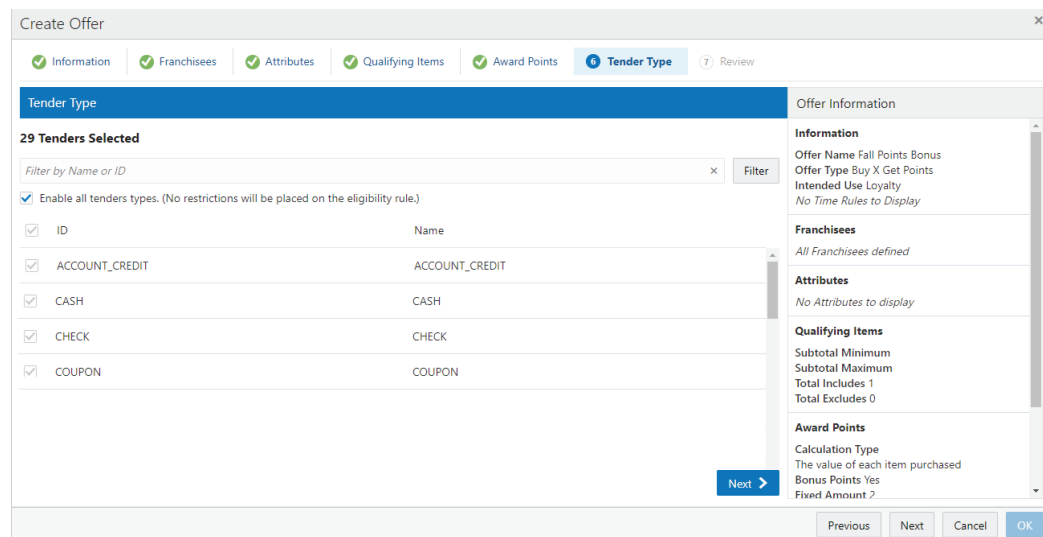 Create Offer
Information Franchisees Attributes Qualifying Items Award Points 6 Tender Type 7 Review
Tender Type
29 Tenders Selected
Filter by Name or ID
Filter
Enable all tenders types. (No restrictions will be placed on the eligibility rule.)
ID Name
ACCOUNT_CREDIT ACCOUNT_CREDIT
CASH CASH
CHECK CHECK
COUPON COUPON
Next
Offer Information
Information
Offer Name Fall Points Bonus
Offer Type Buy X Get Points
Intended Use Loyalty
No Time Rules to Display
Franchisees
All Franchisees defined
Attributes
No Attributes to display
Qualifying Items
Subtotal Minimum
Subtotal Maximum
Total Includes 1
Total Excludes 0
Award Points
Calculation Type
The value of each item purchased
Bonus Points Yes
Fixed Amount 2
Previous Next Cancel OK